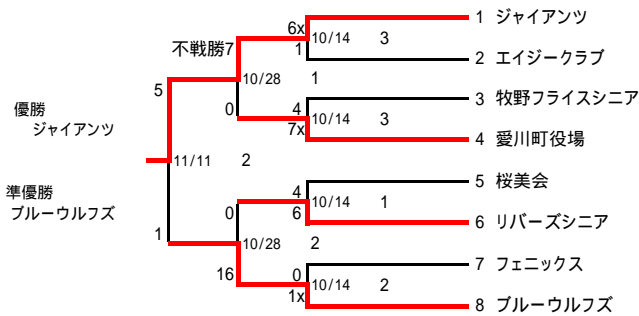 6x
1 ジャイアンツ
10/14 3
不戦勝7
1
2 エイジークラブ
5
10/28 1
優勝
0
4
3 牧野フライスシニア
ジャイアンツ
10/14 3
7x
4 愛川町役場
11/11 2
準優勝
4
5 桜美会
ブルーウルフズ
0
10/14 1
6
6 リバーズシニア
1
10/28 2
16
0
7 フェニックス
10/14 2
1x
8 ブルーウルフズ